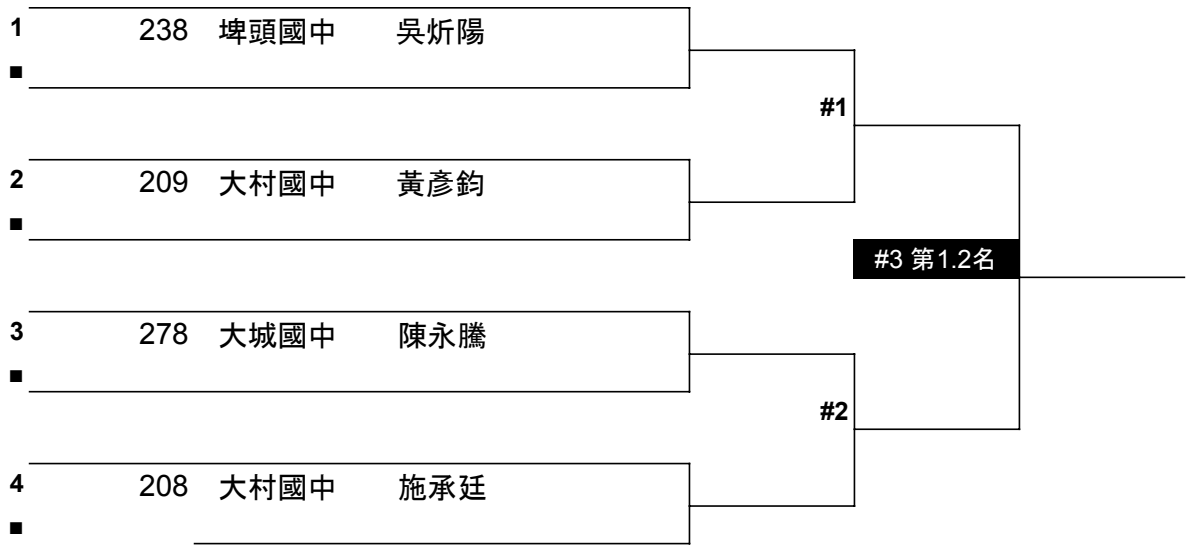 1 238 埤頭國中 吳炘陽
■
#1
2 209 大村國中 黃彥鈞
■
#3 第1.2名
3 278 大城國中 陳永騰
■
#2
4 208 大村國中 施承廷
■